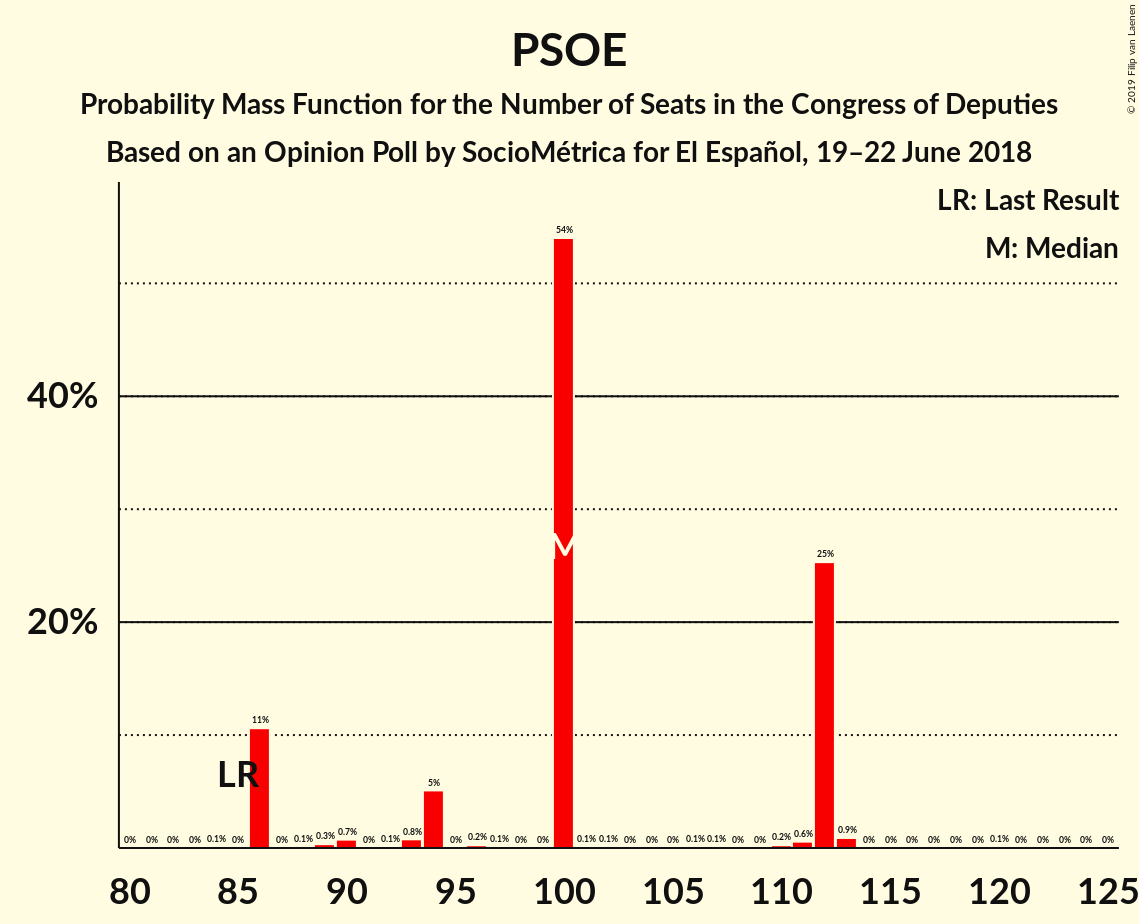 PSOE
Probability Mass Function for the Number of Seats in the Congress of Deputies
Based on an Opinion Poll by SocioMétrica for El Español, 19–22 June 2018
© 2019 Filip van Laenen
LR: Last Result
M: Median
40%
20%
0% 0% 0% 0% 0.1% 0% 11% 0% 0.1% 0.3% 0.7% 0% 0.1% 0.8% 5% 0% 0.2% 0.1% 0% 0% 54% 0.1% 0.1% 0% 0% 0% 0.1% 0.1% 0% 0% 0.2% 0.6% 25% 0.9% 0% 0% 0% 0% 0% 0% 0.1% 0% 0% 0% 0% 0%
LR
M
80 85 90 95 100 105 110 115 120 125